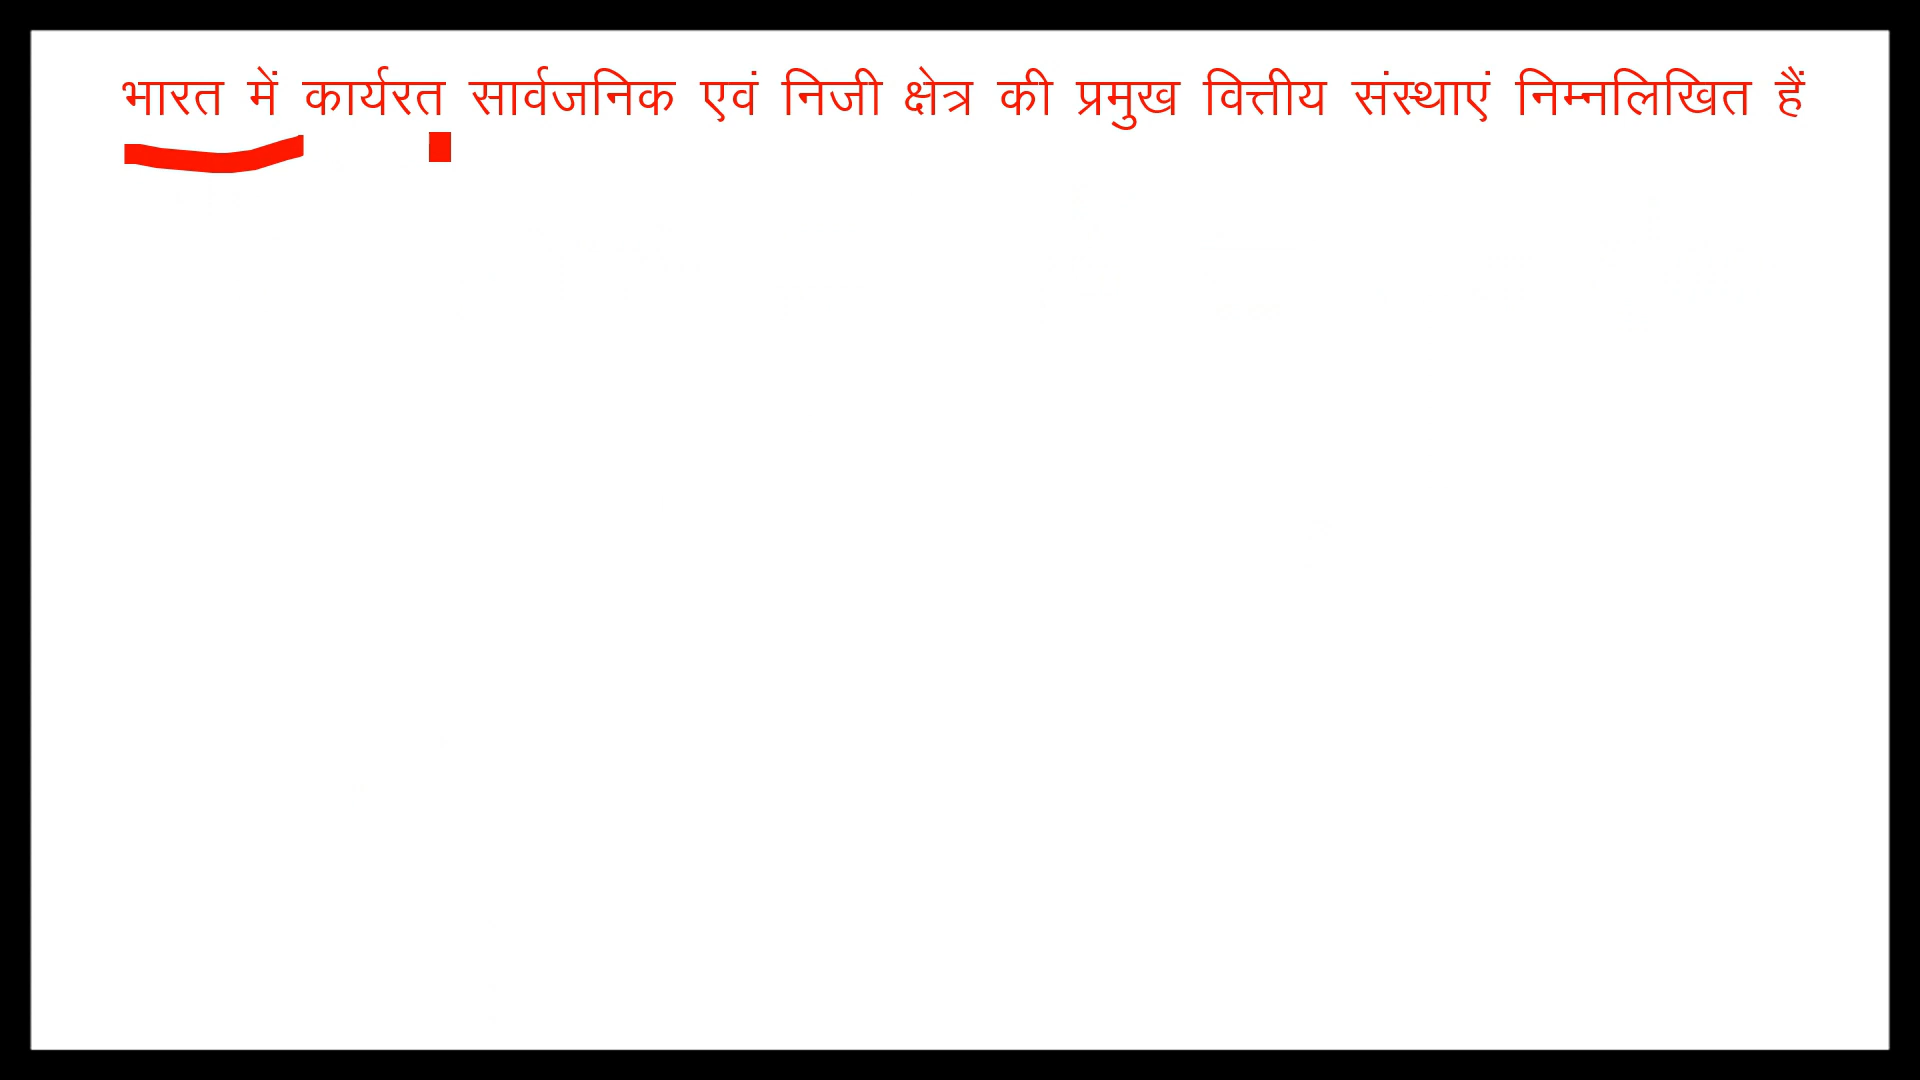 भारत में कार्यरत सार्वजनिक एवं निजी क्षेत्र की प्रमुख वित्तीय संस्थाएं निम्नलिखित हैं